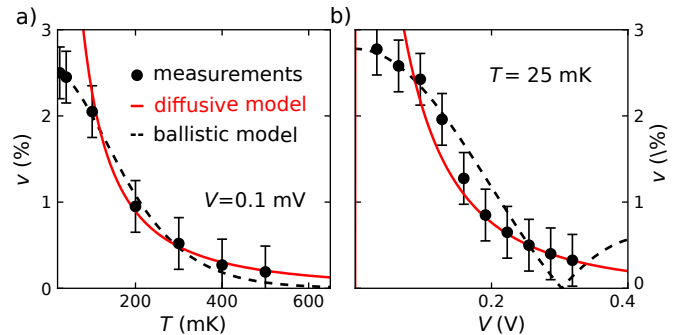 a)
3
2
1
0
v (%)
measurements
diffusive model
ballistic model
V=0.1 mV
200 400 600
T (mK)
b)
T = 25 mK
3
2
1
0
v (\%)
0.2 0.4
V (V)